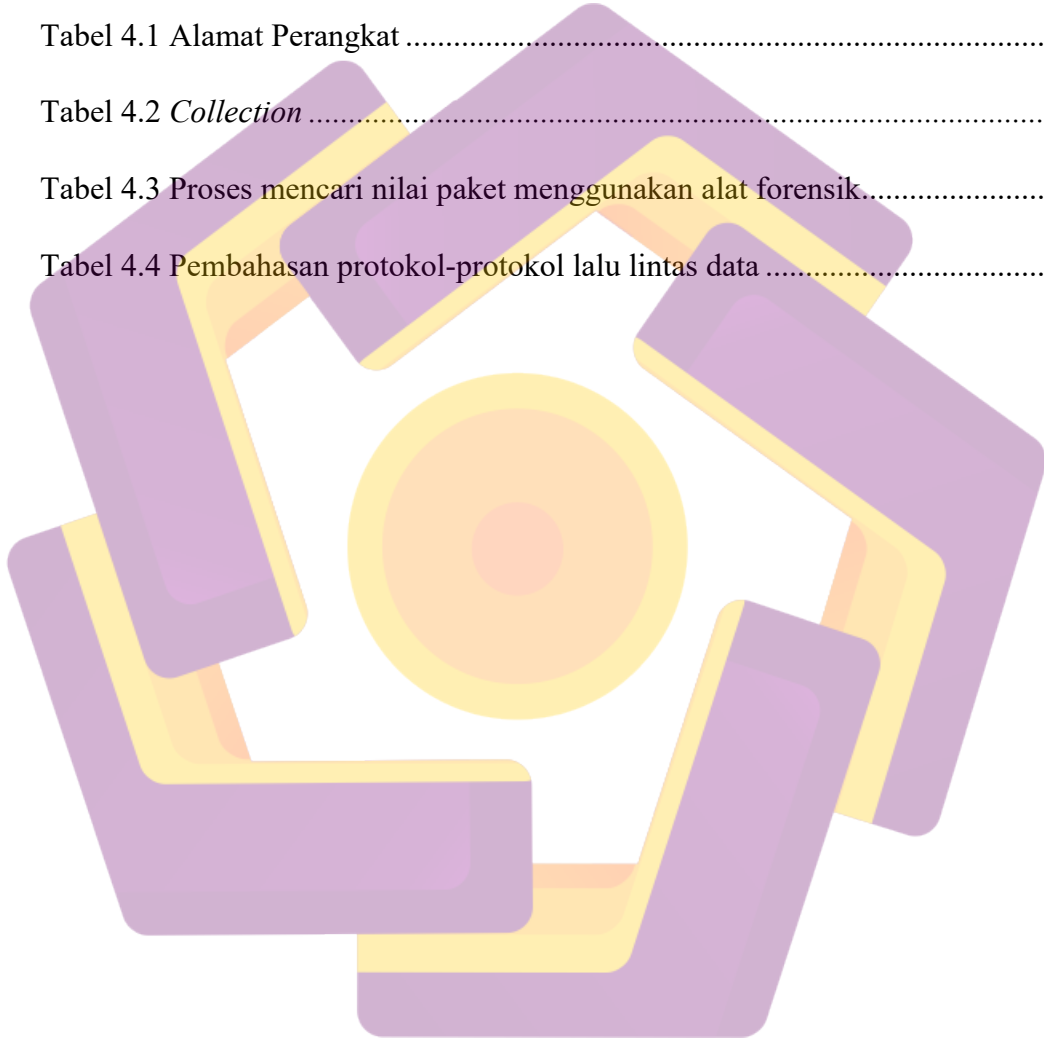 Tabel 4.1 Alamat Perangkat ....................................................................................
Tabel 4.2 Collection ................................................................................................
Tabel 4.3 Proses mencari nilai paket menggunakan alat forensik.......................
Tabel 4.4 Pembahasan protokol-protokol lalu lintas data ...................................